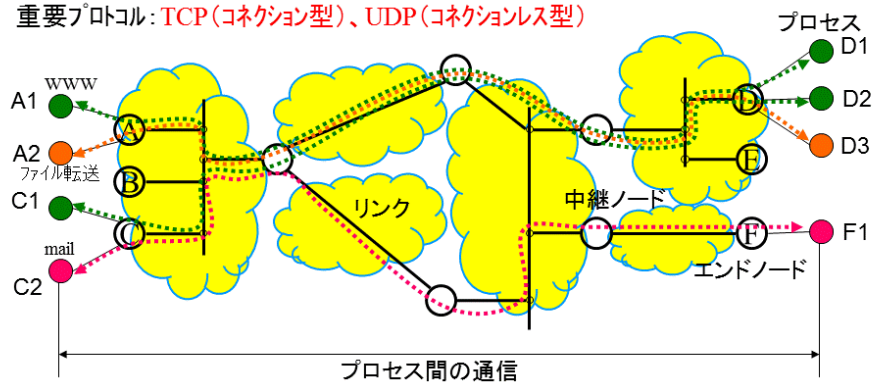 重要プロトコル：TCP（コネクション型）、UDP（コネクションレス型）
プロセス
WWW
A1
A
A2
ファイル転送
B
C1
C
mail
C2
リンク
中継ノード
エンドノード
D
E
F
D1
D2
D3
F1
プロセス間の通信